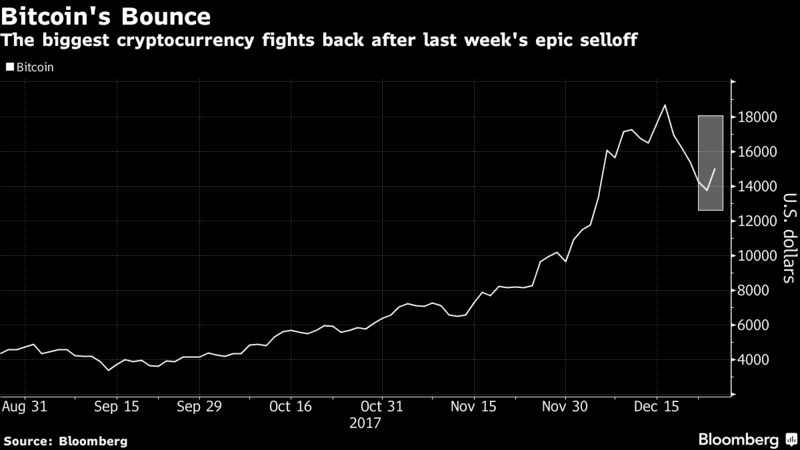 Bitcoin's Bounce
The biggest cryptocurrency fights back after last week's epic selloff
Bitcoin
18000
16000
14000
12000
10000
8000
6000
4000
U.S. dollars
Aug 31 Sep 15 Sep 29 Oct 16 Oct 31 Nov 15 Nov 30 Dec 15
2017
Source: Bloomberg
Bloomberg